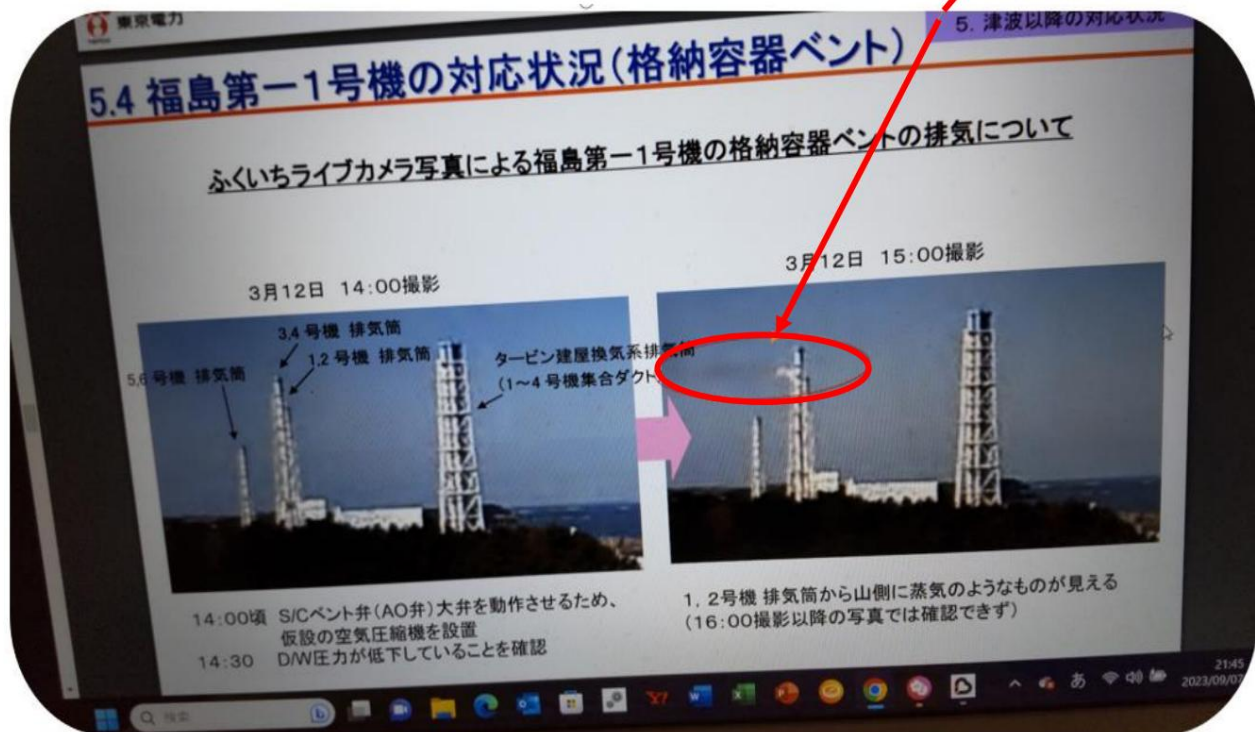 東京電力
5. 津波以降の対応状況
5.4 福島第一1号機の対応状況(格納容器ベント)
ふくいちライブカメラ写真による福島第一1号機の格納容器ベントの排気について
3月12日 14:00撮影
3,4 号機 排気筒
1,2 号機 排気筒
5,6 号機 排気筒
タービン建屋換気系排気筒
(1~4 号機集合ダクト)
3月12日 15:00撮影
14:00頃 S/Cベント弁(AO弁)大弁を動作させるため、
仮設の空気圧縮機を設置
14:30 D/W圧力が低下していることを確認
1, 2号機 排気筒から山側に蒸気のようなものが見える
(16:00撮影以降の写真では確認できず)
検索
あ
21:45
2023/09/07